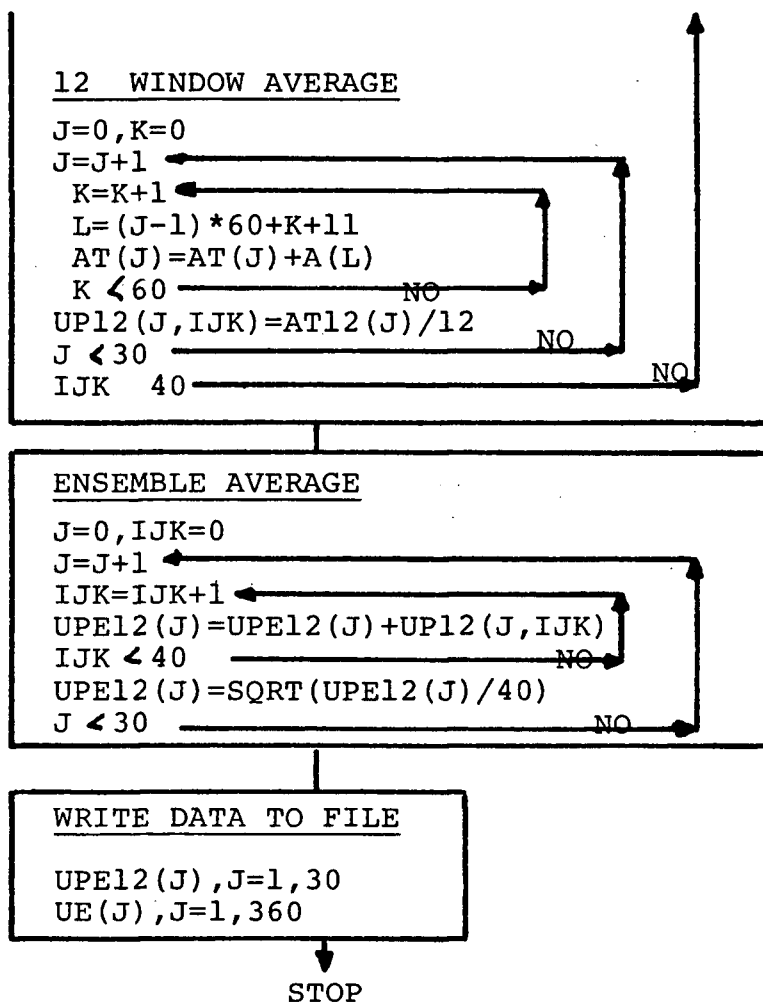 12 WINDOW AVERAGE
J=0,K=0
J=J+1
K=K+1
L=(J-1)*60+K+11
AT(J)=AT(J)+A(L)
K <60 NO
UP12(J,IJK)=AT12(J)/12
J <30 NO
IJK 40 NO
ENSEMBLE AVERAGE
J=0,IJK=0
J=J+1
IJK=IJK+1
UPE12(J)=UPE12(J)+UP12(J,IJK)
IJK <40 NO
UPE12(J)=SQRT(UPE12(J)/40)
J <30 NO
WRITE DATA TO FILE
UPE12(J),J=1,30
UE(J),J=1,360
STOP